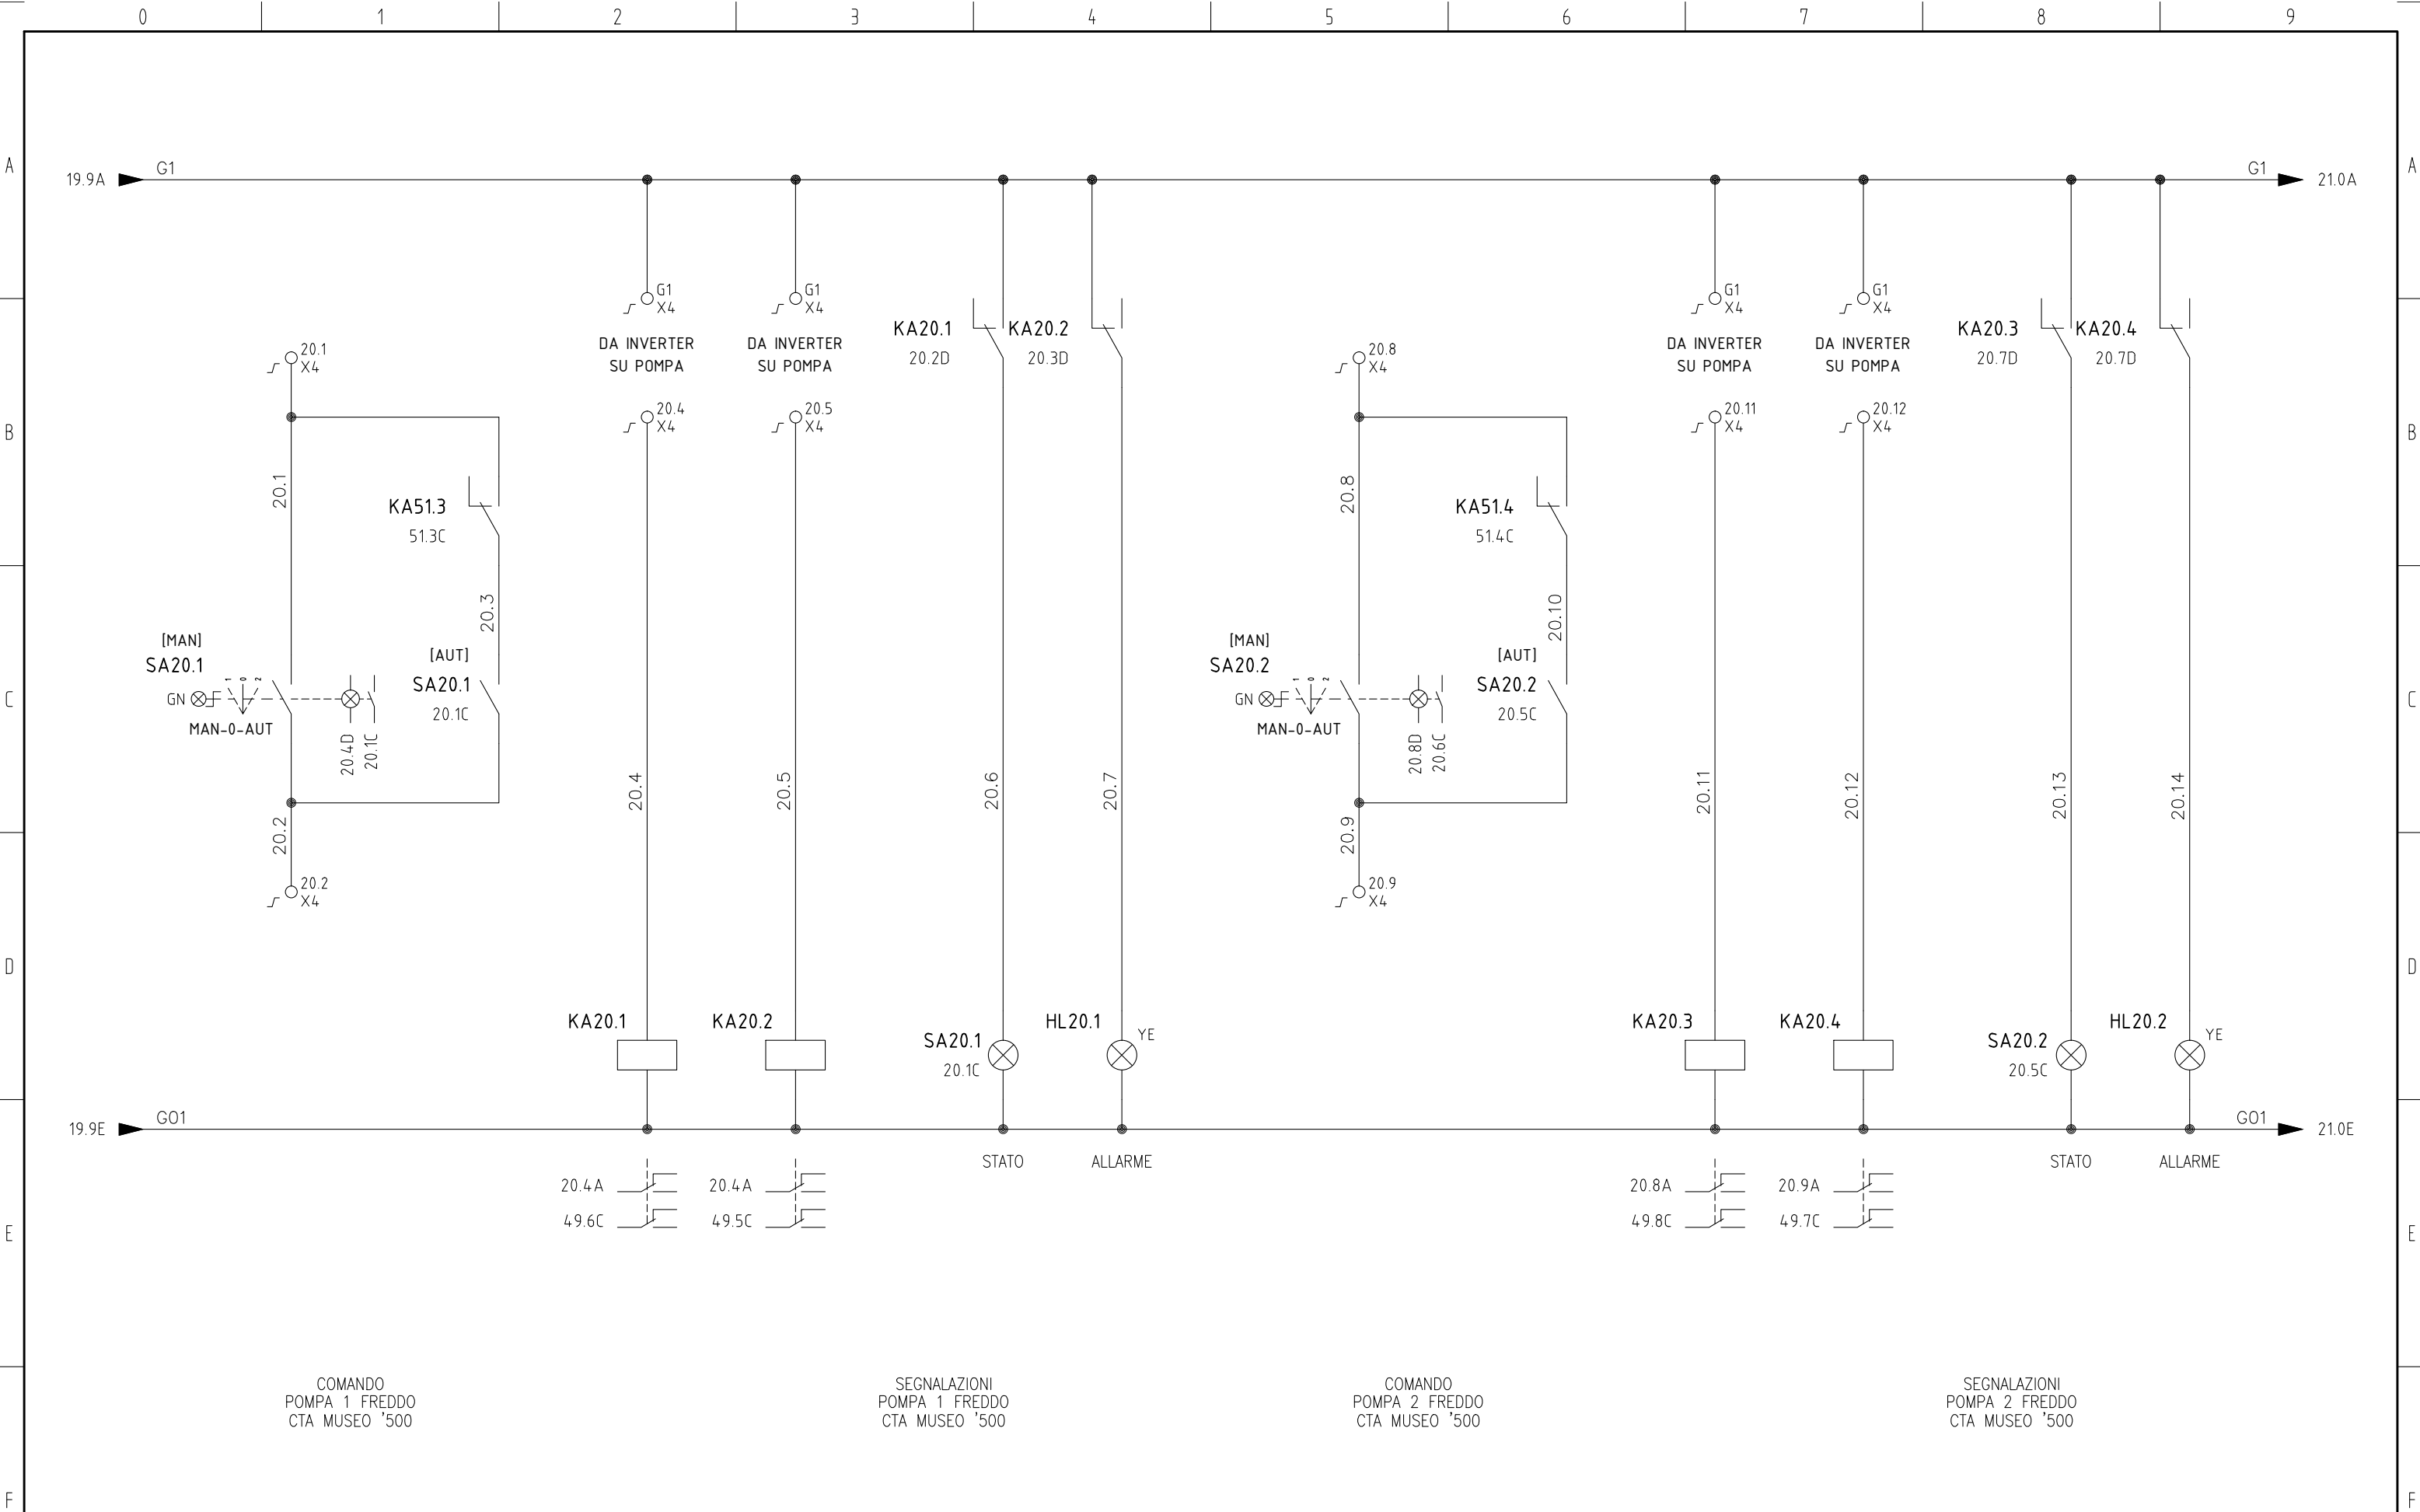 0 1 2 3 4 5 6 7 8 9
A
19.9A
G1
G1
21.0A
A
G1
X4
G1
X4
G1
X4
G1
X4
KA20.1
20.2D
KA20.2
20.3D
KA20.3
20.7D
KA20.4
20.7D
DA INVERTER
SU POMPA
DA INVERTER
SU POMPA
DA INVERTER
SU POMPA
DA INVERTER
SU POMPA
20.1
X4
20.8
X4
20.4
X4
20.5
X4
20.11
X4
20.12
X4
B
B
20.1
KA51.3
51.3C
20.8
KA51.4
51.4C
20.3
20.10
[MAN]
SA20.1
GN
1 0 2
MAN-0-AUT
20.4D
20.1C
[AUT]
SA20.1
20.1C
[MAN]
SA20.2
GN
1 0 2
MAN-0-AUT
20.8D
20.6C
[AUT]
SA20.2
20.5C
C
C
20.2
20.4
20.5
20.6
20.7
20.9
20.11
20.12
20.13
20.14
20.2
X4
20.9
X4
D
D
KA20.1
KA20.2
SA20.1
20.1C
HL20.1
YE
KA20.3
KA20.4
SA20.2
20.5C
HL20.2
YE
19.9E
G01
G01
21.0E
STATO
ALLARME
STATO
ALLARME
20.4A
49.6C
20.4A
49.5C
20.8A
49.8C
20.9A
49.7C
E
E
COMANDO
POMPA 1 FREDDO
CTA MUSEO '500
SEGNALAZIONI
POMPA 1 FREDDO
CTA MUSEO '500
COMANDO
POMPA 2 FREDDO
CTA MUSEO '500
SEGNALAZIONI
POMPA 2 FREDDO
CTA MUSEO '500
F
F